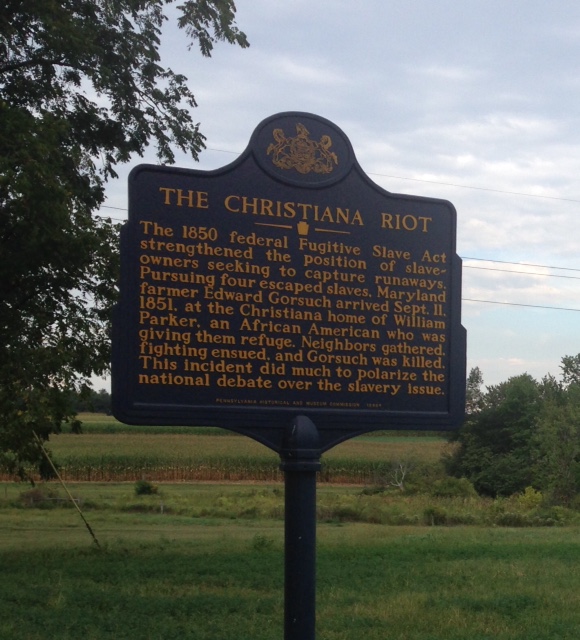 THE CHRISTIANA RIOT
The 1850 federal Fugitive Slave Act
strengthened the position of slave-
owners seeking to capture runaways.
Pursuing four escaped slaves, Maryland
farmer Edward Gorsuch arrived Sept. 11,
1851, at the Christiana home of William
Parker, an African American who was
giving them refuge. Neighbors gathered,
fighting ensued, and Gorsuch was killed.
This incident did much to polarize the
national debate over the slavery issue.
PENNSYLVANIA HISTORICAL AND MUSEUM COMMISSION